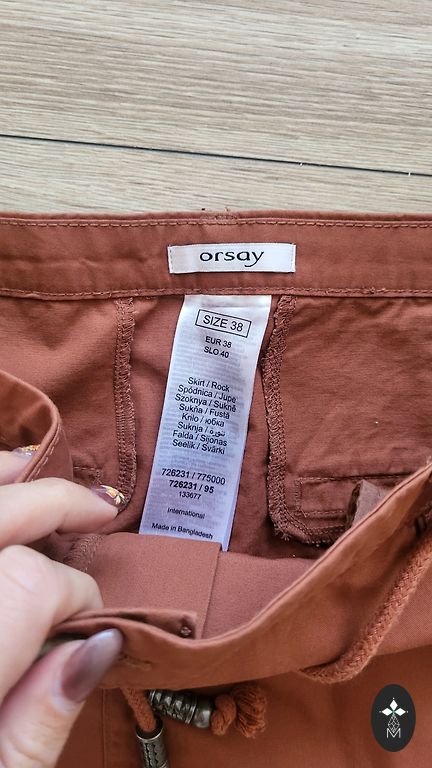 orsay
SIZE 38
EUR 38
SLO 40
Skirt / Rock
Spódnica / Jupe
Szoknya / Sukně
Sukňa / Fustă
Krilo / юбка
Suknja / تنورة
Falda / Sijonas
Seelik / Svārki
726231 / 775000
726231 / 95
133677
International
Made in Bangladesh